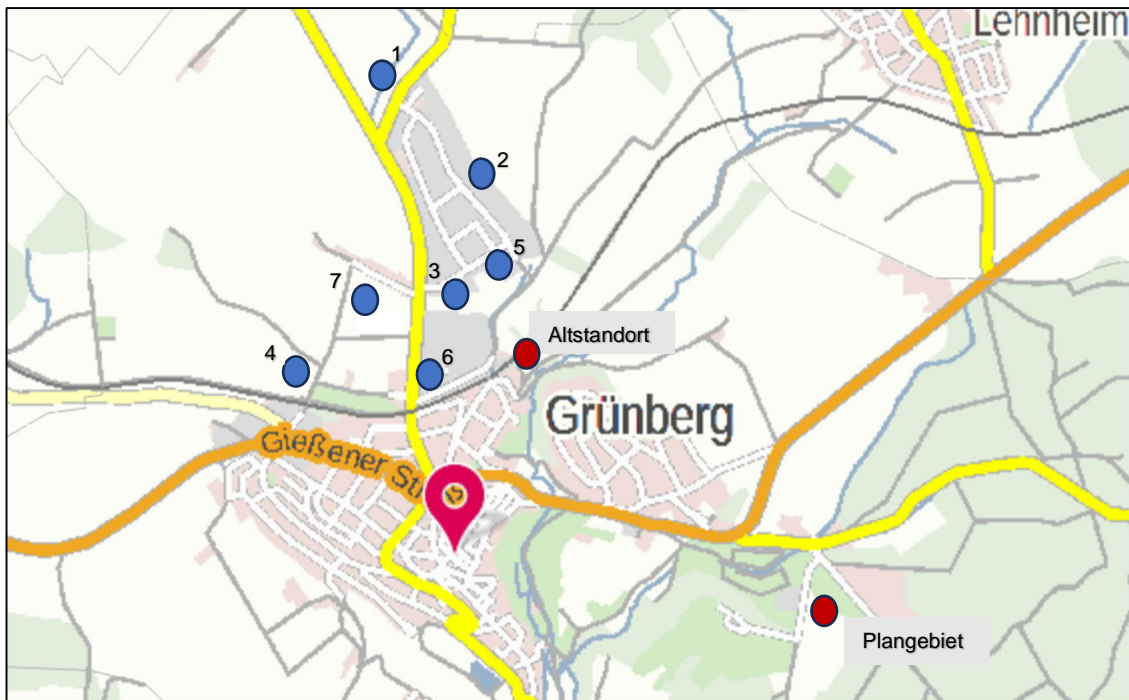 Lehnheim
1
2
5
3
7
Altstandort
4
6
Grünberg
Gießener Str
Plangebiet